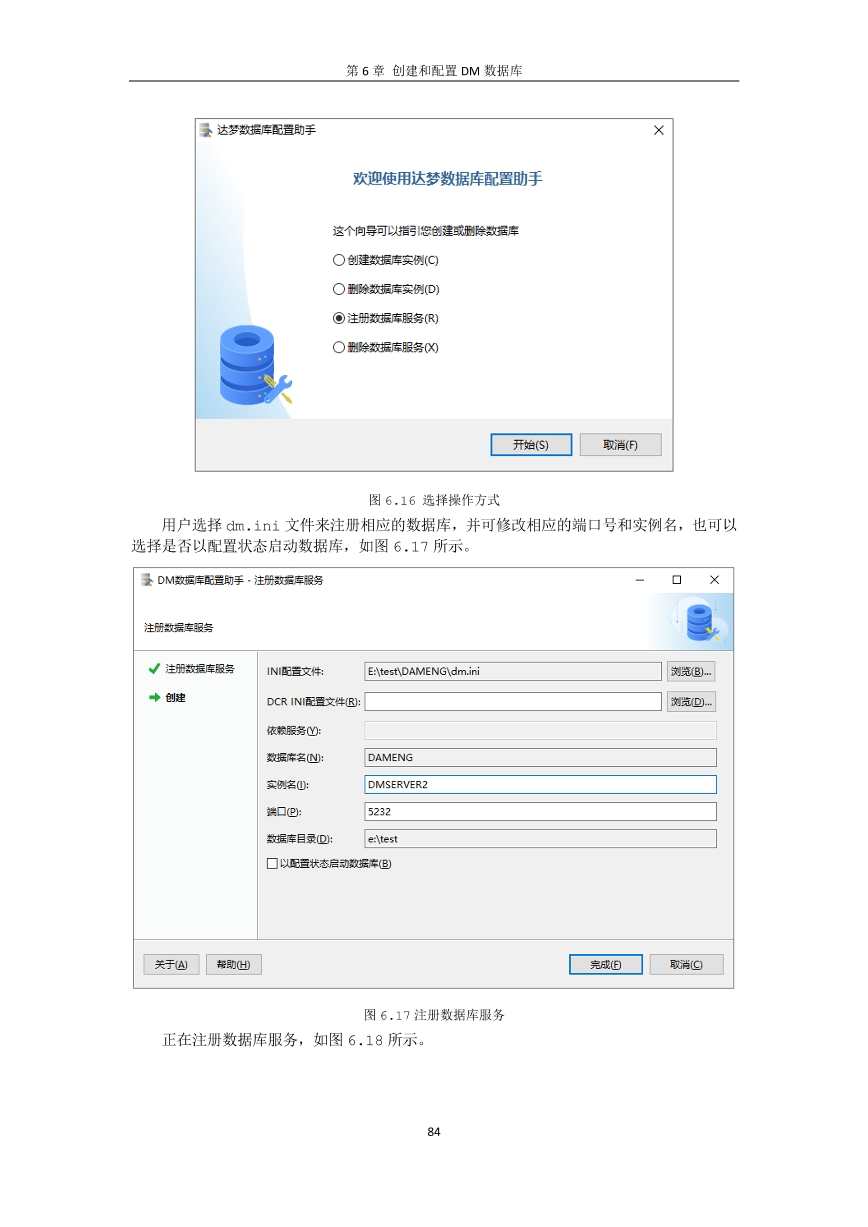 第 6 章 创建和配置 DM 数据库
达梦数据库配置助手
欢迎使用达梦数据库配置助手
这个向导可以指引您创建或删除数据库
创建数据库实例(C)
删除数据库实例(D)
注册数据库服务(R)
删除数据库服务(X)
开始(S) 取消(F)
图 6.16 选择操作方式
用户选择 dm.ini 文件来注册相应的数据库，并可修改相应的端口号和实例名，也可以
选择是否以配置状态启动数据库，如图 6.17 所示。
DM数据库配置助手 - 注册数据库服务
注册数据库服务
注册数据库服务
创建
INI配置文件: E:\test\DAMENG\dm.ini 浏览(B)...
DCR INI配置文件(R): 浏览(D)...
依赖服务(Y):
数据库名(N): DAMENG
实例名(I): DMSERVER2
端口(P): 5232
数据库目录(D): e:\test
以配置状态启动数据库(B)
关于(A) 帮助(H) 完成(F) 取消(C)
图 6.17 注册数据库服务
正在注册数据库服务，如图 6.18 所示。
84